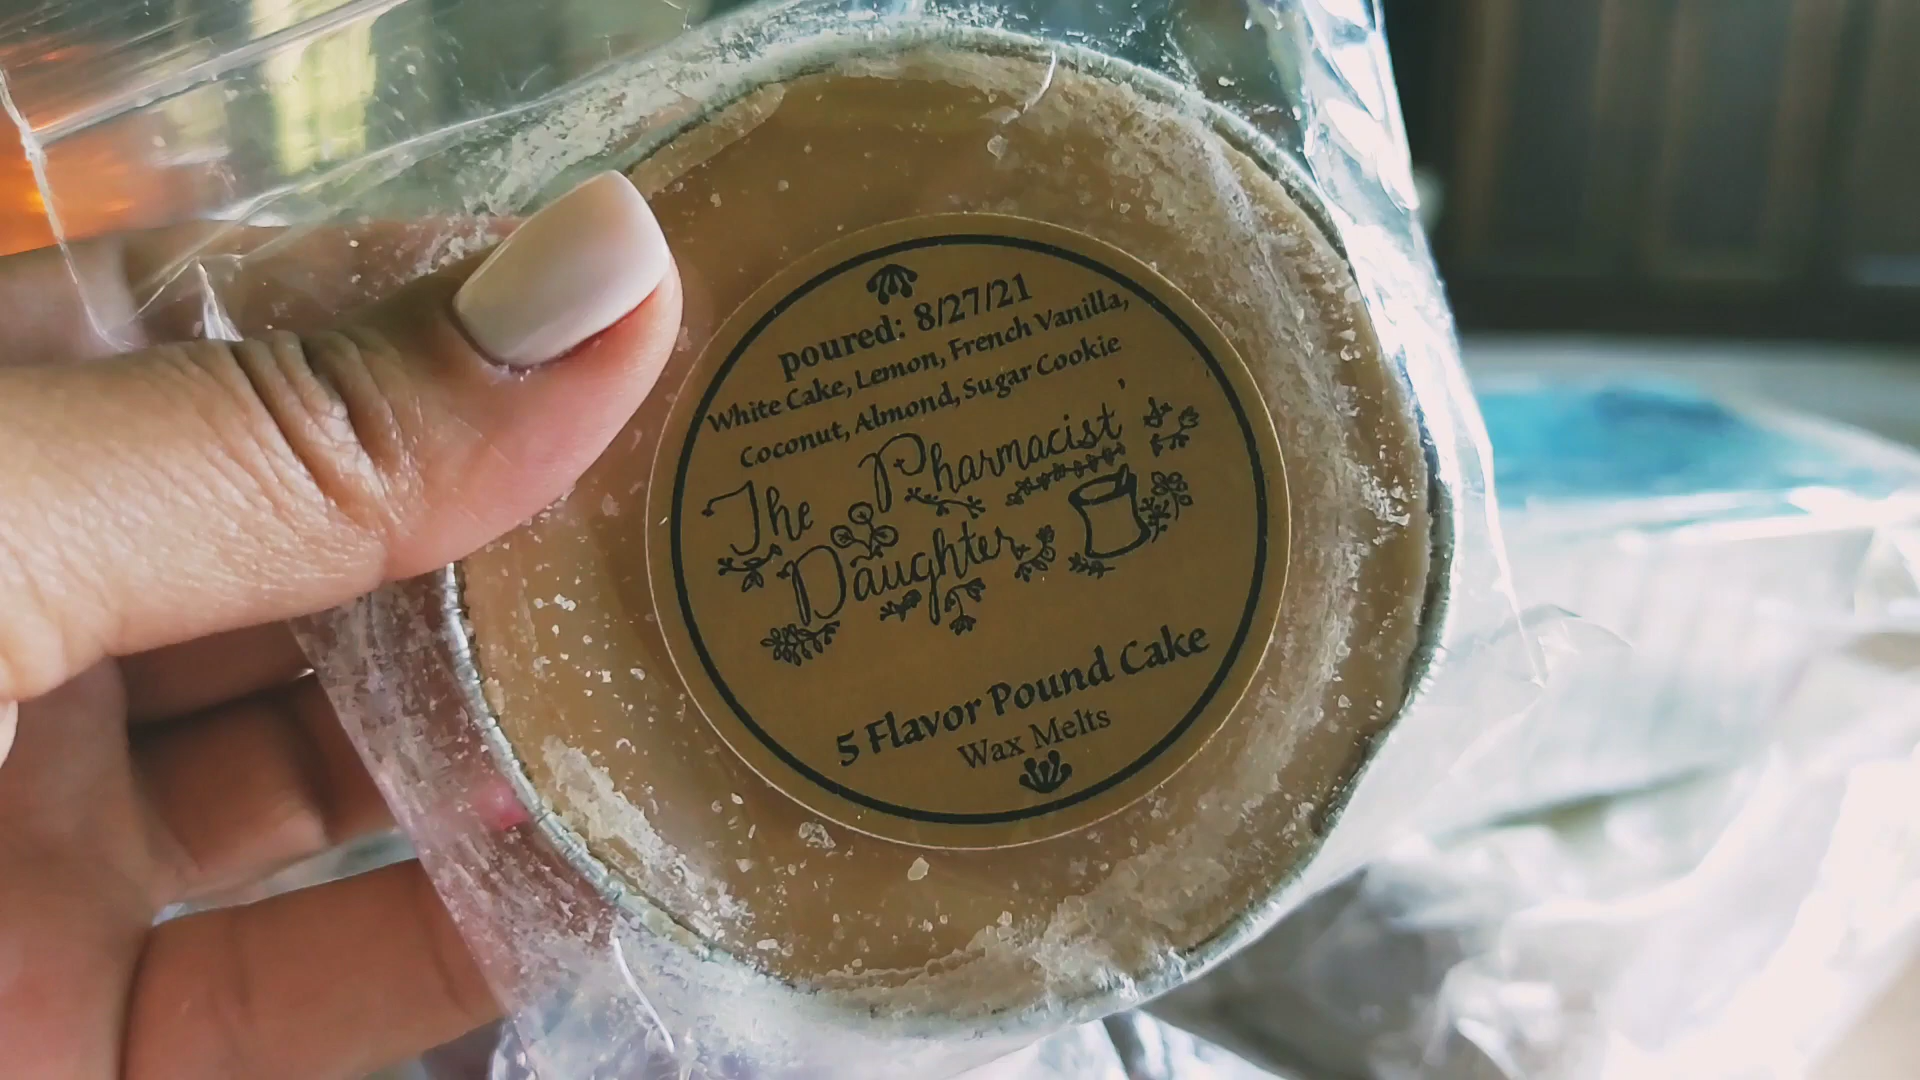 poured: 8/27/21
White Cake, Lemon, French Vanilla,
Coconut, Almond, Sugar Cookie
The Pharmacist'
Daughter
5 Flavor Pound Cake
Wax Melts